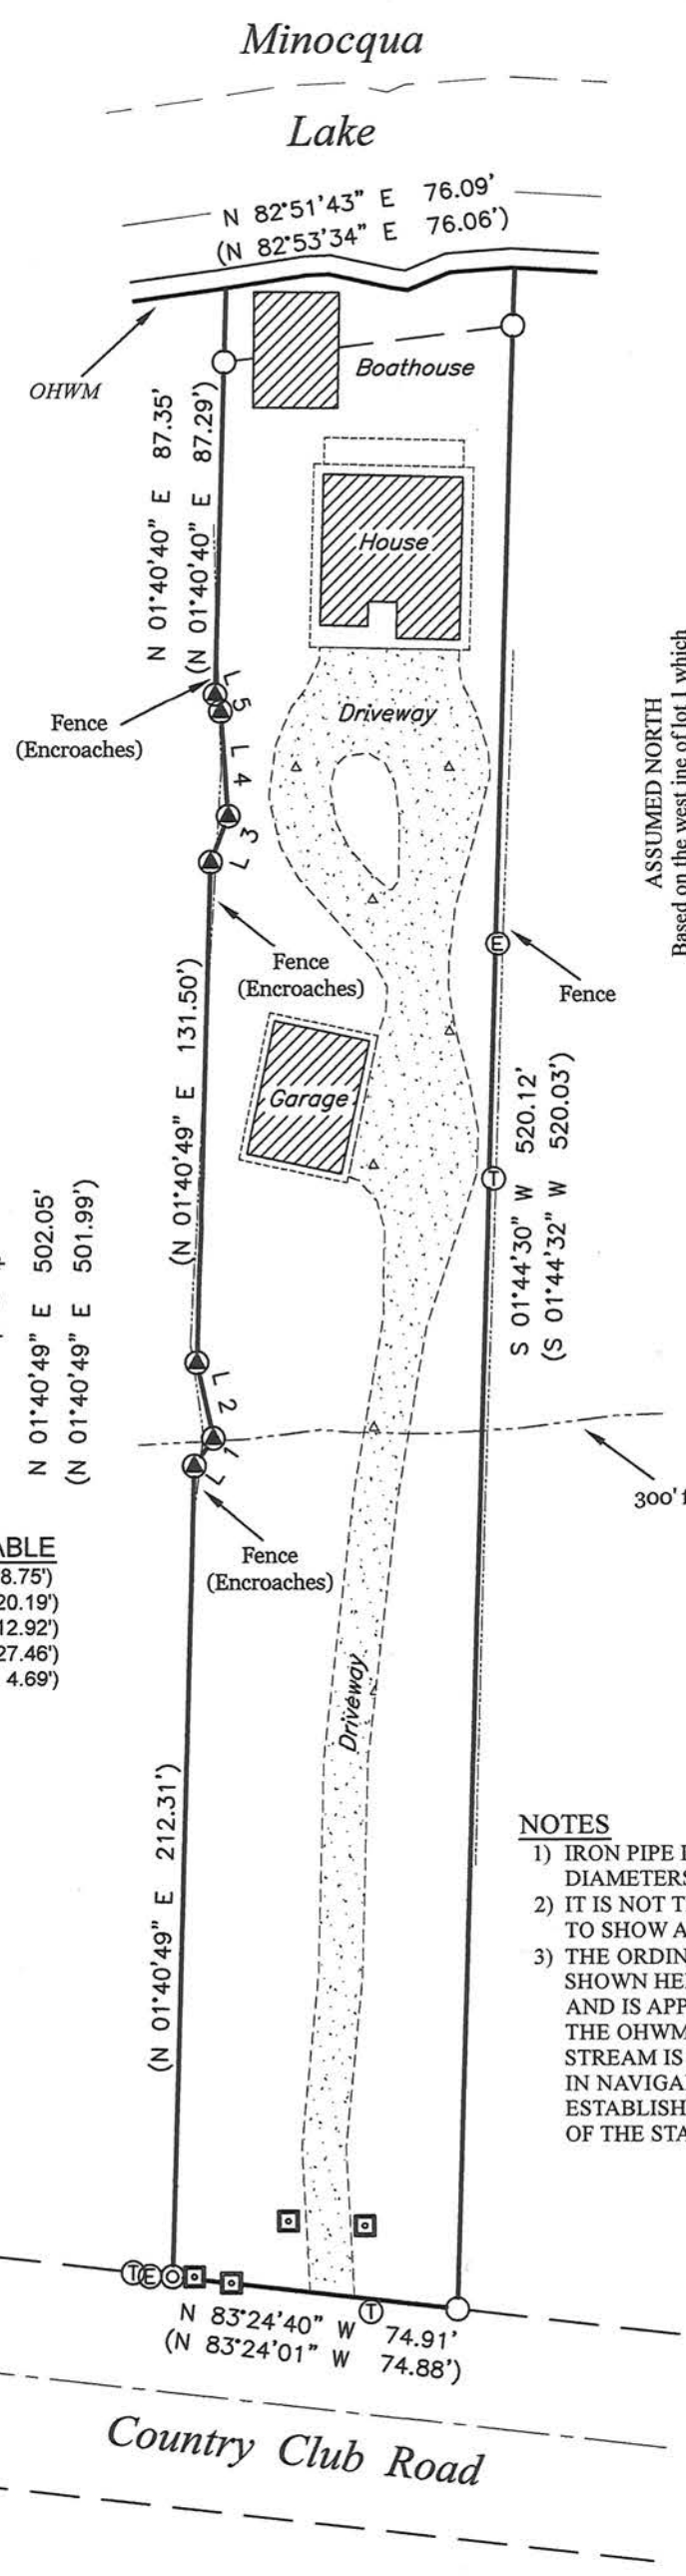 Minocqua
Lake
N 82°51'43" E 76.09'
(N 82°53'34" E 76.06')
OHWM
Boathouse
N 01°40'40" E 87.35'
(N 01°40'40" E 87.29')
House
L 5
Fence
(Encroaches)
Driveway
L 4
L 3
ASSUMED NORTH
Based on the west ine of lot 1 which
Fence
(Encroaches)
E
Fence
(N 01°40'49" E 131.50')
Garage
T
S 01°44'30" W 520.12'
(S 01°44'32" W 520.03')
N 01°40'49" E 502.05'
(N 01°40'49" E 501.99')
L 2
L 1
300' f
Fence
(Encroaches)
ABLE
8.75')
20.19')
12.92')
27.46')
4.69')
Driveway
(N 01°40'49" E 212.31')
NOTES
1) IRON PIPE
DIAMETERS
2) IT IS NOT T
TO SHOW A
3) THE ORDIN
SHOWN HE
AND IS APP
THE OHWM
STREAM IS
IN NAVIGA
ESTABLISH
OF THE STA
T E
T
N 83°24'40" W 74.91'
(N 83°24'01" W 74.88')
Country Club Road